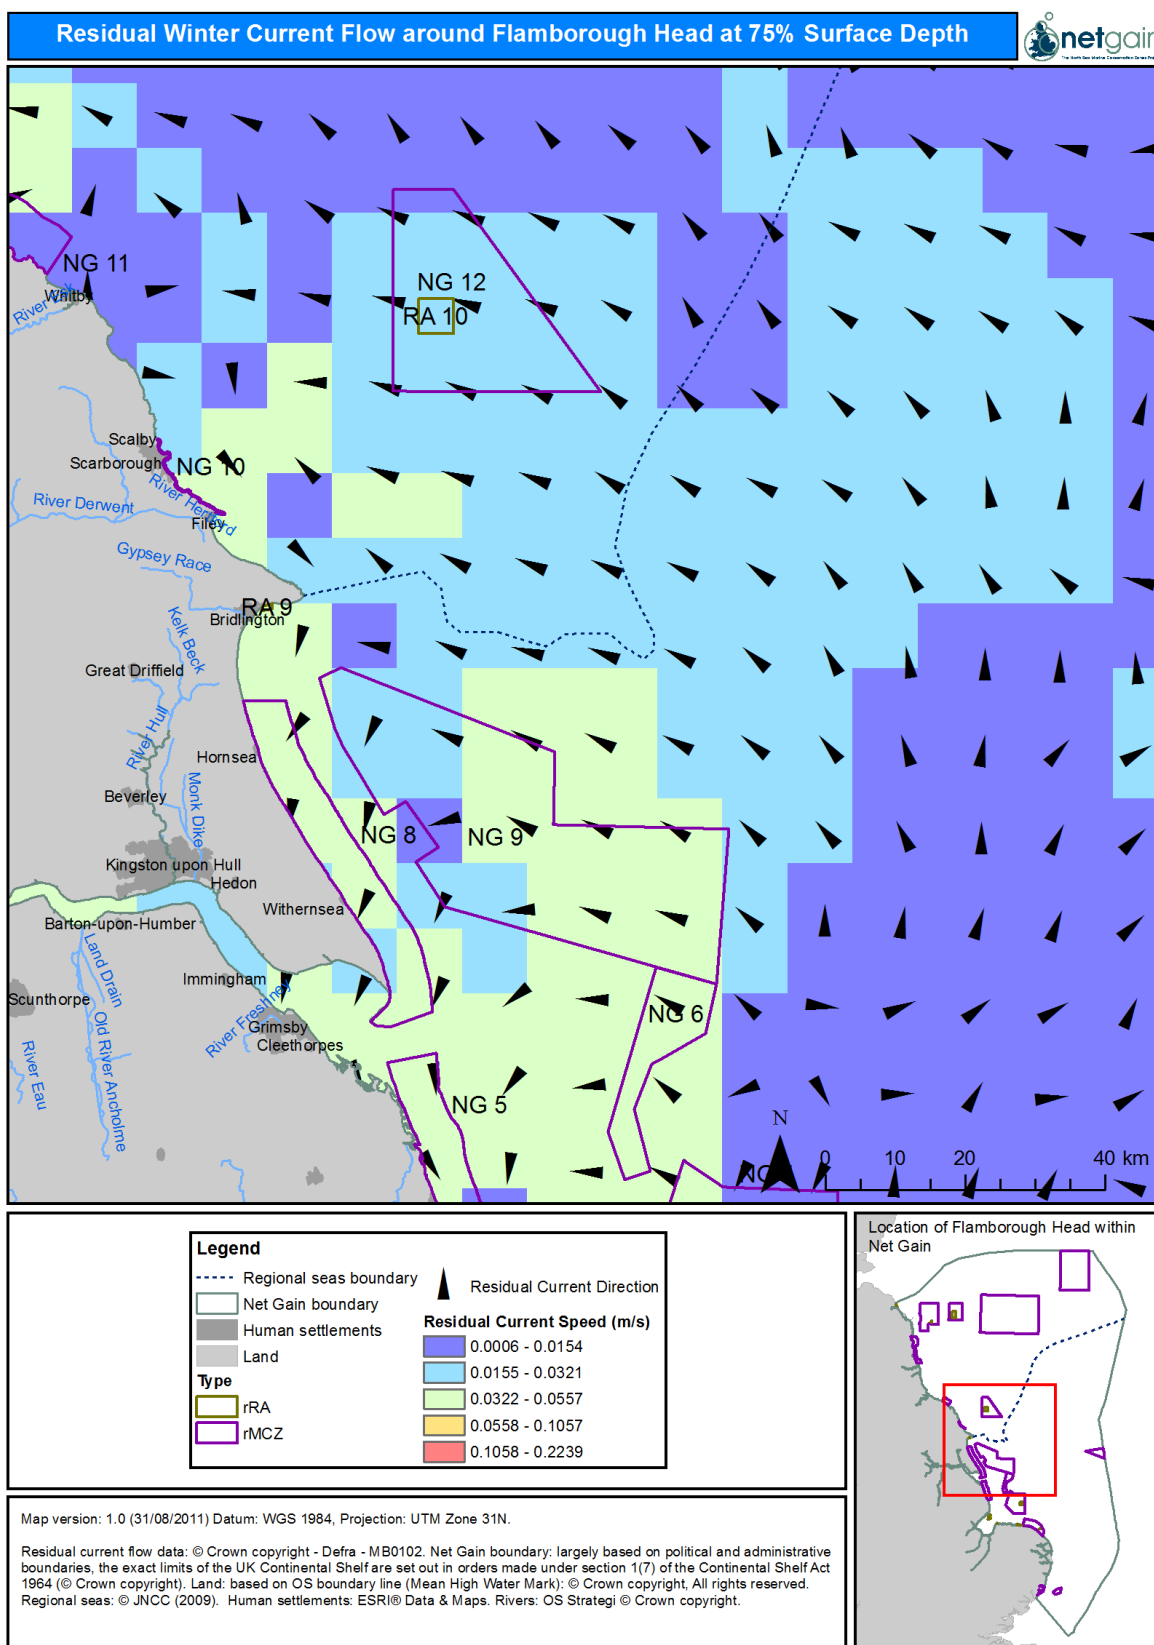 Residual Winter Current Flow around Flamborough Head at 75% Surface Depth
netgain
NG 11
Whitby
River Esk
NG 12
RA 10
Scalby
Scarborough
NG 10
River Hertford
River Derwent
Filey
Gypsey Race
RA 9
Bridlington
Kelk Beck
Great Driffield
River Hull
Hornsea
Beverley
Monk Dike
NG 8
NG 9
Kingston upon Hull
Hedon
Withernsea
Barton-upon-Humber
Land Drain
Immingham
Scunthorpe
River Freshney
Grimsby
Cleethorpes
Old River Ancholme
River Eau
NG 6
NG 5
N
0 10 20 40 km
Legend
Regional seas boundary
Net Gain boundary
Human settlements
Land
Type
rRA
rMCZ
Residual Current Direction
Residual Current Speed (m/s)
0.0006 - 0.0154
0.0155 - 0.0321
0.0322 - 0.0557
0.0558 - 0.1057
0.1058 - 0.2239
Location of Flamborough Head within
Net Gain
Map version: 1.0 (31/08/2011) Datum: WGS 1984, Projection: UTM Zone 31N.
Residual current flow data: © Crown copyright - Defra - MB0102. Net Gain boundary: largely based on political and administrative
boundaries, the exact limits of the UK Continental Shelf are set out in orders made under section 1(7) of the Continental Shelf Act
1964 (© Crown copyright). Land: based on OS boundary line (Mean High Water Mark): © Crown copyright, All rights reserved.
Regional seas: © JNCC (2009). Human settlements: ESRI® Data & Maps. Rivers: OS Strategi © Crown copyright.